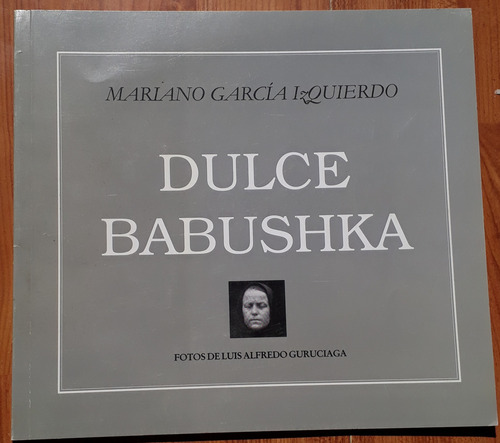 MARIANO GARCÍA IZQUIERDO
DULCE
BABUSHKA
FOTOS DE LUIS ALFREDO GURUCIAGA